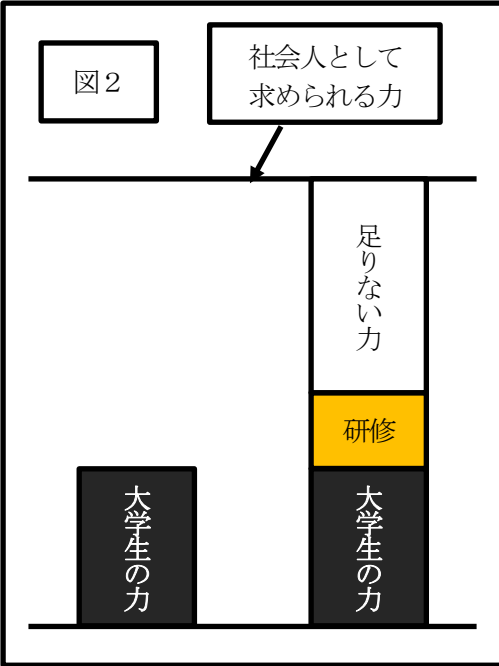 図２
社会人として
求められる力
足りない力
研修
大学生の力
大学生の力